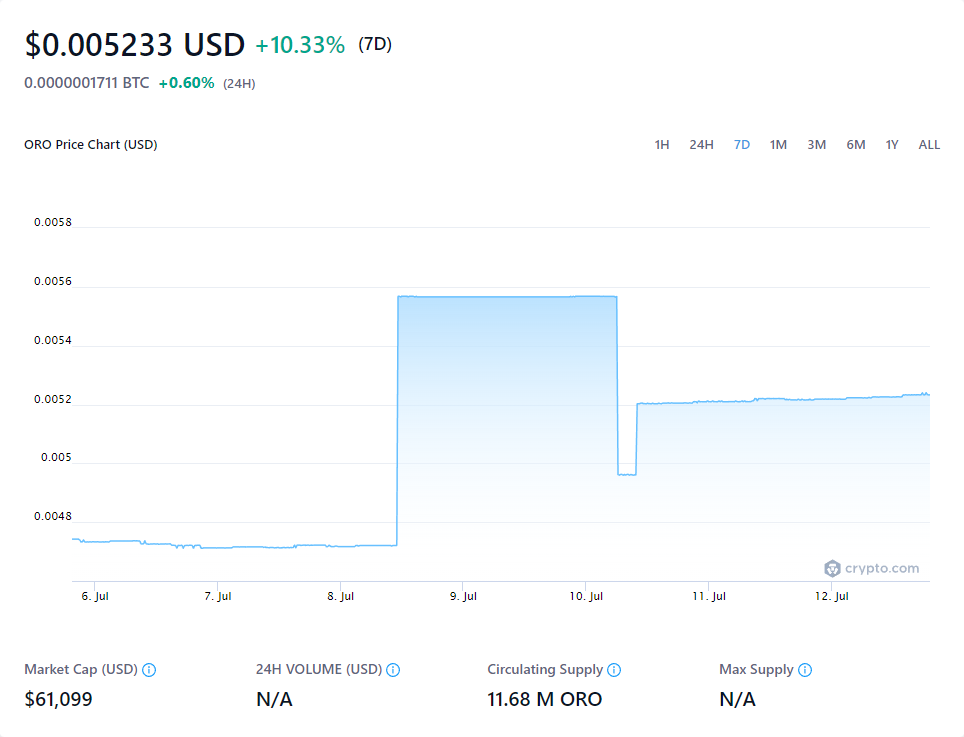 $0.005233 USD +10.33% (7D)
0.0000001711 BTC +0.60% (24H)
ORO Price Chart (USD) 1H 24H 7D 1M 3M 6M 1Y ALL
0.0058
0.0056
0.0054
0.0052
0.005
0.0048
crypto.com
6. Jul 7. Jul 8. Jul 9. Jul 10. Jul 11. Jul 12. Jul
Market Cap (USD) 24H VOLUME (USD) Circulating Supply Max Supply
$61,099 N/A 11.68 M ORO N/A